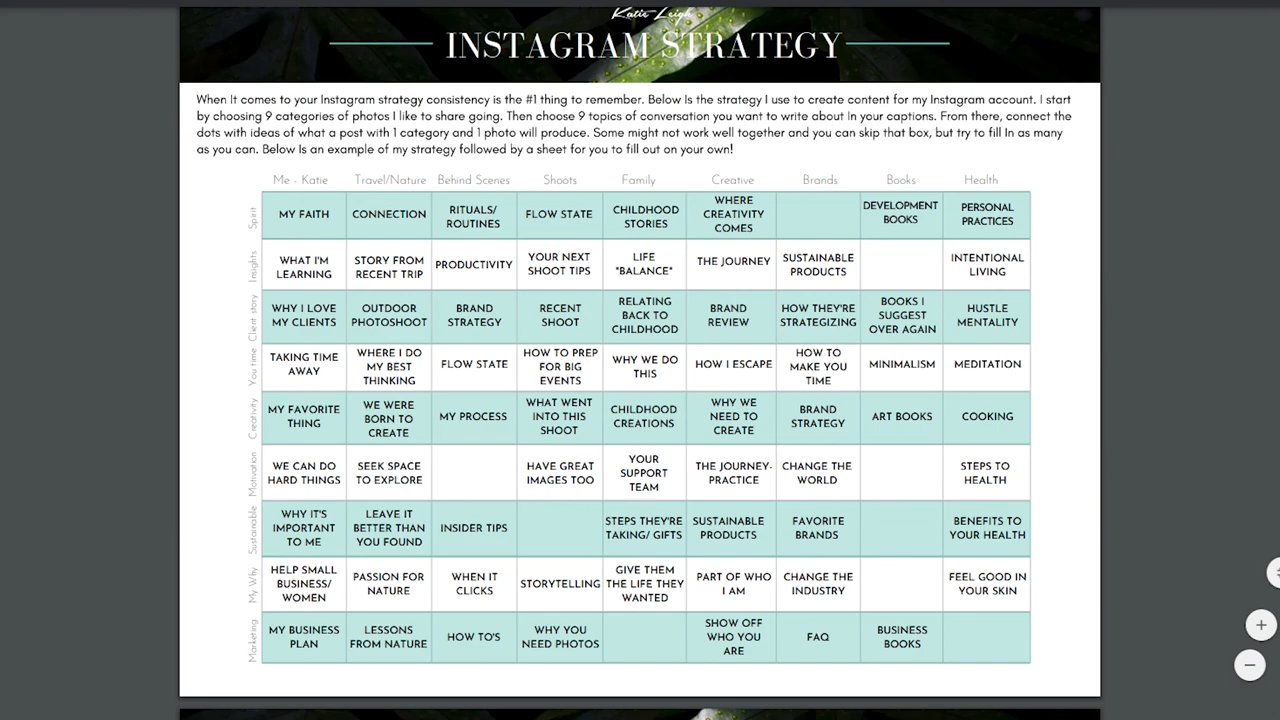 Katie Leigh
INSTAGRAM STRATEGY
When It comes to your Instagram strategy consistency is the #1 thing to remember. Below Is the strategy I use to create content for my Instagram account. I start
by choosing 9 categories of photos I like to share going. Then choose 9 topics of conversation you want to write about In your captions. From there, connect the
dots with ideas of what a post with 1 category and 1 photo will produce. Some might not work well together and you can skip that box, but try to fill In as many
as you can. Below Is an example of my strategy followed by a sheet for you to fill out on your own!
Me - Katie Travel/Nature Behind Scenes Shoots Family Creative Brands Books Health
Spirit
MY FAITH
CONNECTION
RITUALS/
ROUTINES
FLOW STATE
CHILDHOOD
STORIES
WHERE
CREATIVITY
COMES
DEVELOPMENT
BOOKS
PERSONAL
PRACTICES
Insights
WHAT I'M
LEARNING
STORY FROM
RECENT TRIP
PRODUCTIVITY
YOUR NEXT
SHOOT TIPS
LIFE
"BALANCE"
THE JOURNEY
SUSTAINABLE
PRODUCTS
INTENTIONAL
LIVING
Client story
WHY I LOVE
MY CLIENTS
OUTDOOR
PHOTOSHOOT
BRAND
STRATEGY
RECENT
SHOOT
RELATING
BACK TO
CHILDHOOD
BRAND
REVIEW
HOW THEY'RE
STRATEGIZING
BOOKS I
SUGGEST
OVER AGAIN
HUSTLE
MENTALITY
You time
TAKING TIME
AWAY
WHERE I DO
MY BEST
THINKING
FLOW STATE
HOW TO PREP
FOR BIG
EVENTS
WHY WE DO
THIS
HOW I ESCAPE
HOW TO
MAKE YOU
TIME
MINIMALISM
MEDITATION
Creativity
MY FAVORITE
THING
WE WERE
BORN TO
CREATE
MY PROCESS
WHAT WENT
INTO THIS
SHOOT
CHILDHOOD
CREATIONS
WHY WE
NEED TO
CREATE
BRAND
STRATEGY
ART BOOKS
COOKING
Motivation
WE CAN DO
HARD THINGS
SEEK SPACE
TO EXPLORE
HAVE GREAT
IMAGES TOO
YOUR
SUPPORT
TEAM
THE JOURNEY-
PRACTICE
CHANGE THE
WORLD
STEPS TO
HEALTH
Sustainable
WHY IT'S
IMPORTANT
TO ME
LEAVE IT
BETTER THAN
YOU FOUND
INSIDER TIPS
STEPS THEY'RE
TAKING/ GIFTS
SUSTAINABLE
PRODUCTS
FAVORITE
BRANDS
BENEFITS TO
YOUR HEALTH
My Why
HELP SMALL
BUSINESS/
WOMEN
PASSION FOR
NATURE
WHEN IT
CLICKS
STORYTELLING
GIVE THEM
THE LIFE THEY
WANTED
PART OF WHO
I AM
CHANGE THE
INDUSTRY
FEEL GOOD IN
YOUR SKIN
Marketing
MY BUSINESS
PLAN
LESSONS
FROM NATURE
HOW TO'S
WHY YOU
NEED PHOTOS
SHOW OFF
WHO YOU
ARE
FAQ
BUSINESS
BOOKS